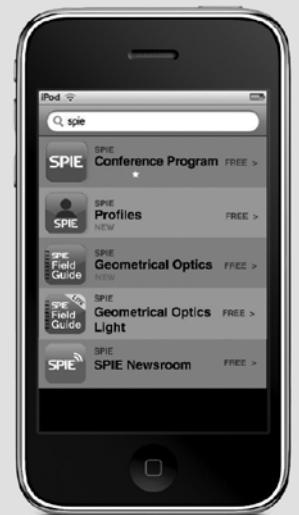 iPod
spie
SPIE
SPIE
Conference Program FREE >
SPIE
SPIE
Profiles FREE >
NEW
SPIE
Field
Guide
SPIE
Geometrical Optics FREE >
NEW
SPIE
Field
Guide
SPIE
Geometrical Optics FREE >
Light
SPIE
SPIE
SPIE Newsroom FREE >